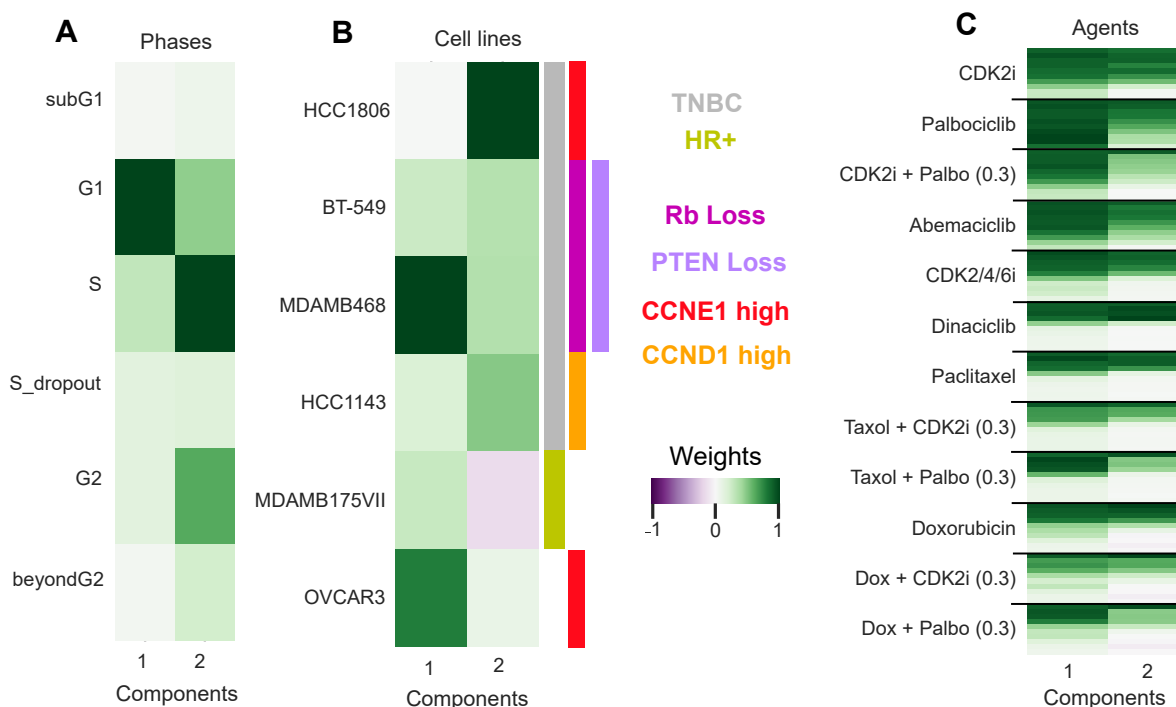 A
Phases
subG1
G1
S
S_dropout
G2
beyondG2
1 2
Components
B
Cell lines
HCC1806
BT-549
MDAMB468
HCC1143
MDAMB175VII
OVCAR3
1 2
Components
TNBC
HR+
Rb Loss
PTEN Loss
CCNE1 high
CCND1 high
Weights
-1 0 1
C
Agents
CDK2i
Palbociclib
CDK2i + Palbo (0.3)
Abemaciclib
CDK2/4/6i
Dinaciclib
Paclitaxel
Taxol + CDK2i (0.3)
Taxol + Palbo (0.3)
Doxorubicin
Dox + CDK2i (0.3)
Dox + Palbo (0.3)
1 2
Components